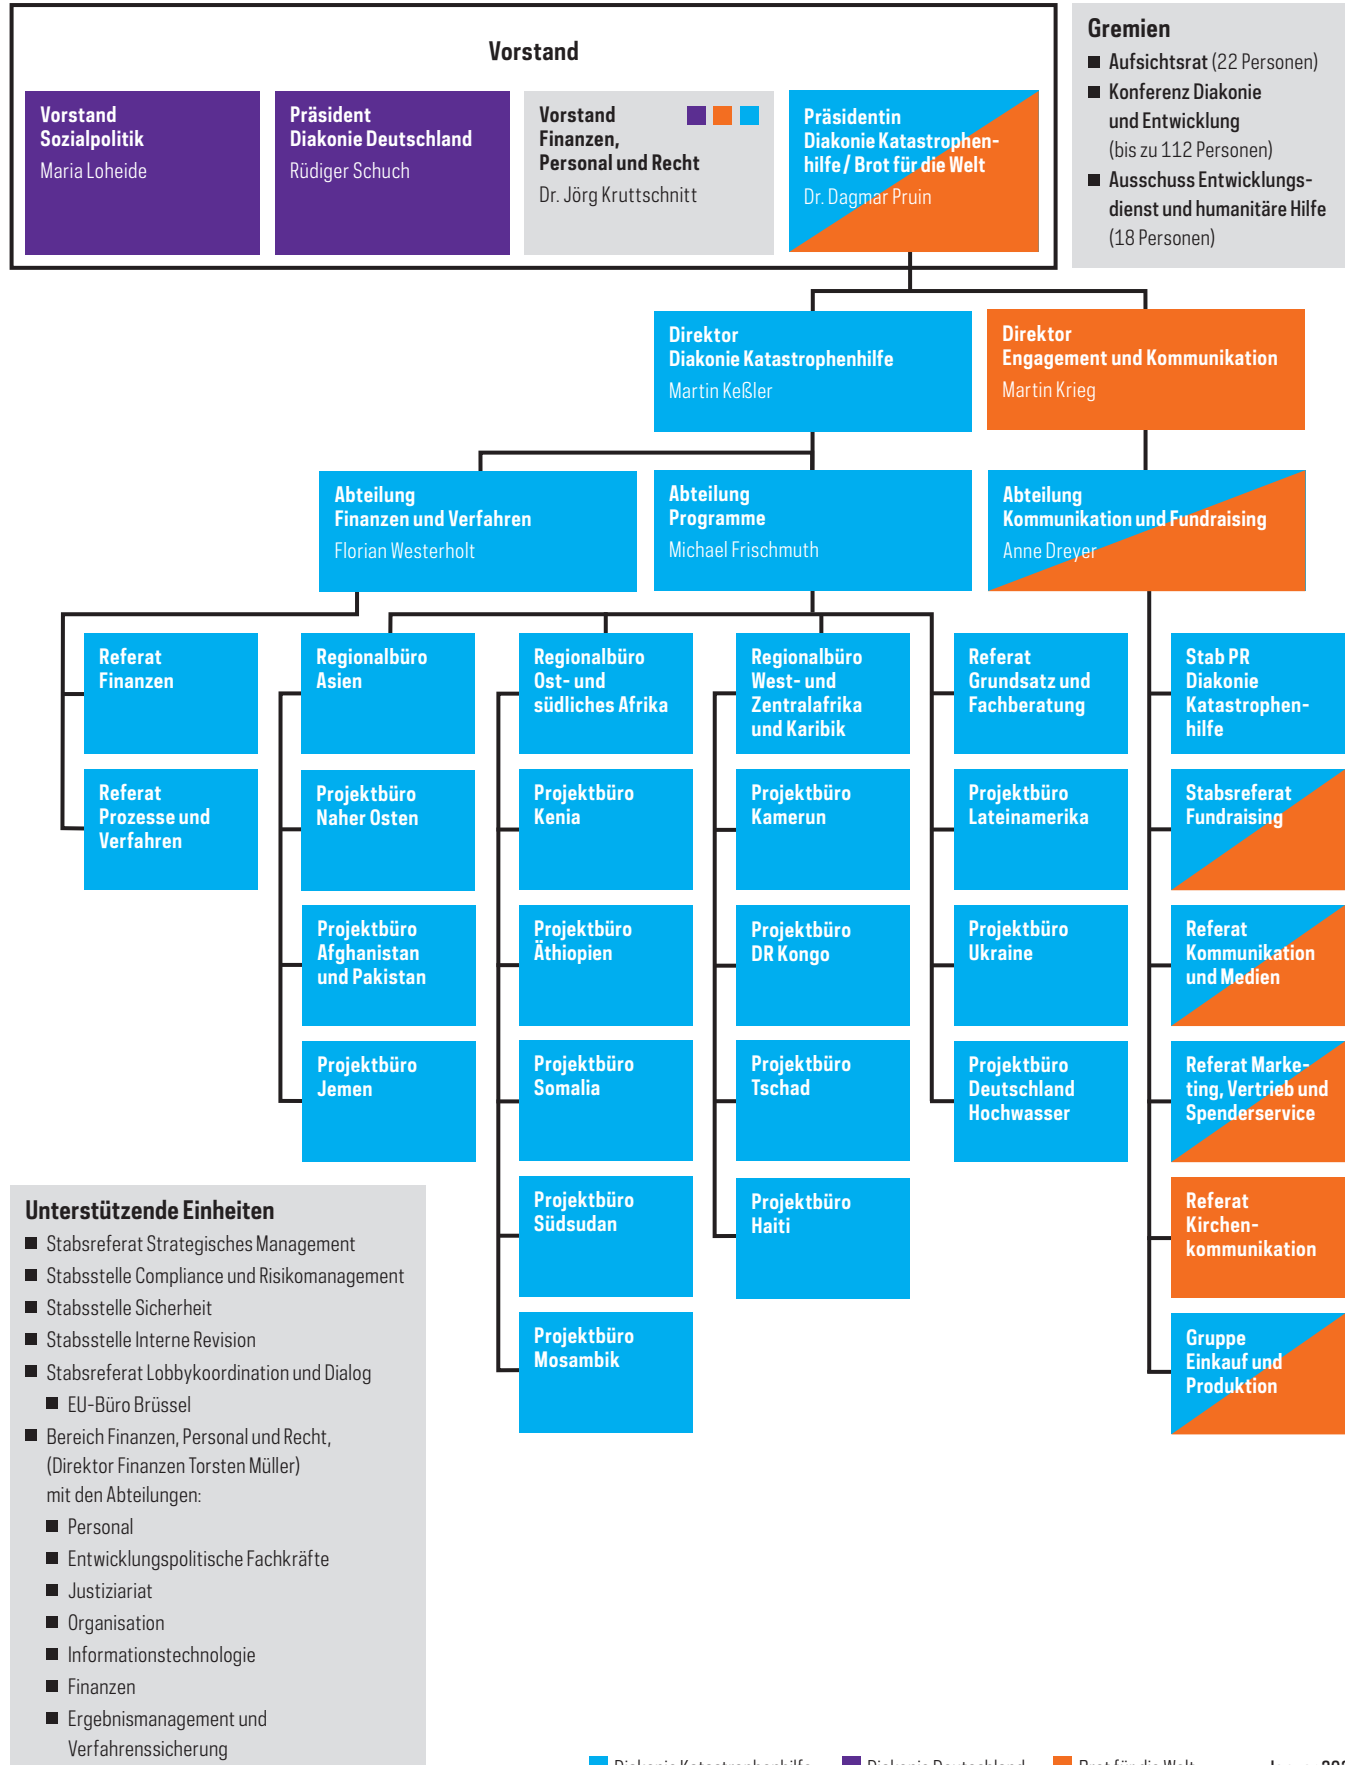 Vorstand
Vorstand
Sozialpolitik
Maria Loheide
Präsident
Diakonie Deutschland
Rüdiger Schuch
Vorstand
Finanzen,
Personal und Recht
Dr. Jörg Kruttschnitt
Präsidentin
Diakonie Katastrophen-
hilfe / Brot für die Welt
Dr. Dagmar Pruin
Gremien
Aufsichtsrat (22 Personen)
Konferenz Diakonie
und Entwicklung
(bis zu 112 Personen)
Ausschuss Entwicklungs-
dienst und humanitäre Hilfe
(18 Personen)
Direktor
Diakonie Katastrophenhilfe
Martin Keßler
Direktor
Engagement und Kommunikation
Martin Krieg
Abteilung
Finanzen und Verfahren
Florian Westerholt
Abteilung
Programme
Michael Frischmuth
Abteilung
Kommunikation und Fundraising
Anne Dreyer
Referat
Finanzen
Referat
Prozesse und
Verfahren
Regionalbüro
Asien
Projektbüro
Naher Osten
Projektbüro
Afghanistan
und Pakistan
Projektbüro
Jemen
Regionalbüro
Ost- und
südliches Afrika
Projektbüro
Kenia
Projektbüro
Äthiopien
Projektbüro
Somalia
Projektbüro
Südsudan
Projektbüro
Mosambik
Regionalbüro
West- und
Zentralafrika
und Karibik
Projektbüro
Kamerun
Projektbüro
DR Kongo
Projektbüro
Tschad
Projektbüro
Haiti
Referat
Grundsatz und
Fachberatung
Projektbüro
Lateinamerika
Projektbüro
Ukraine
Projektbüro
Deutschland
Hochwasser
Stab PR
Diakonie
Katastrophen-
hilfe
Stabsreferat
Fundraising
Referat
Kommunikation
und Medien
Referat Marke-
ting, Vertrieb und
Spenderservice
Referat
Kirchen-
kommunikation
Gruppe
Einkauf und
Produktion
Unterstützende Einheiten
Stabsreferat Strategisches Management
Stabsstelle Compliance und Risikomanagement
Stabsstelle Sicherheit
Stabsstelle Interne Revision
Stabsreferat Lobbykoordination und Dialog
EU-Büro Brüssel
Bereich Finanzen, Personal und Recht,
(Direktor Finanzen Torsten Müller)
mit den Abteilungen:
Personal
Entwicklungspolitische Fachkräfte
Justiziariat
Organisation
Informationstechnologie
Finanzen
Ergebnismanagement und
Verfahrenssicherung
Diakonie Katastrophenhilfe
Diakonie Deutschland
Brot für die Welt